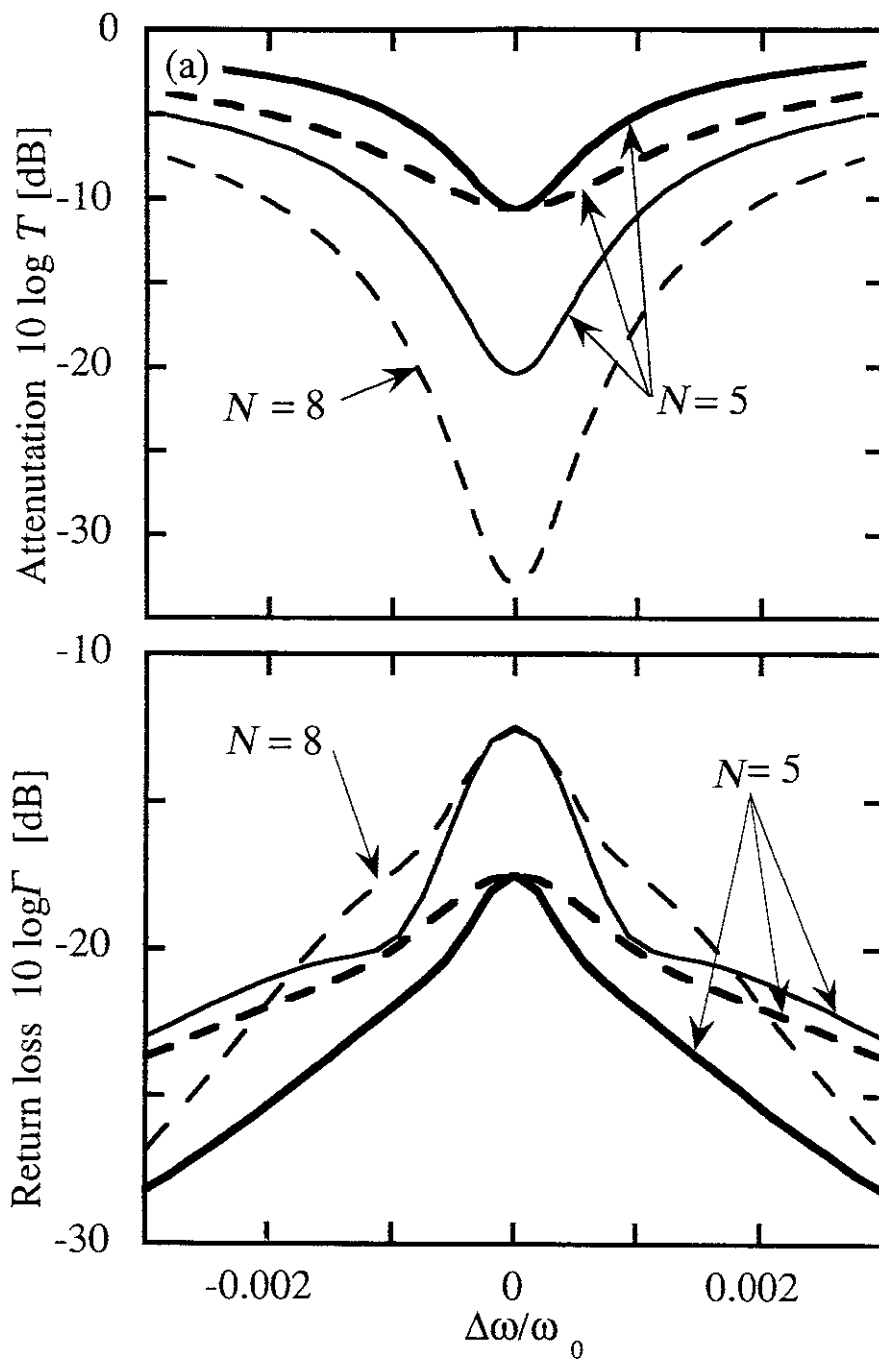 0
(a)
-10
-20
-30
Attenutation 10 log T [dB]
N = 8
N = 5
-10
-20
-30
Return loss 10 logΓ [dB]
N = 8
N = 5
-0.002
0
0.002
Δω/ω₀